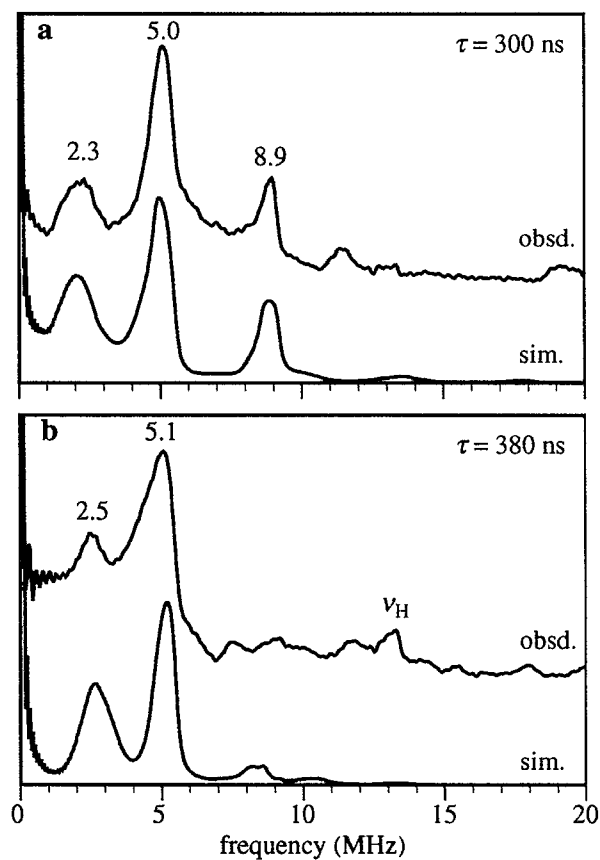 a
5.0
τ = 300 ns
2.3
8.9
obsd.
sim.
b
5.1
τ = 380 ns
2.5
νH
obsd.
sim.
0 5 10 15 20
frequency (MHz)